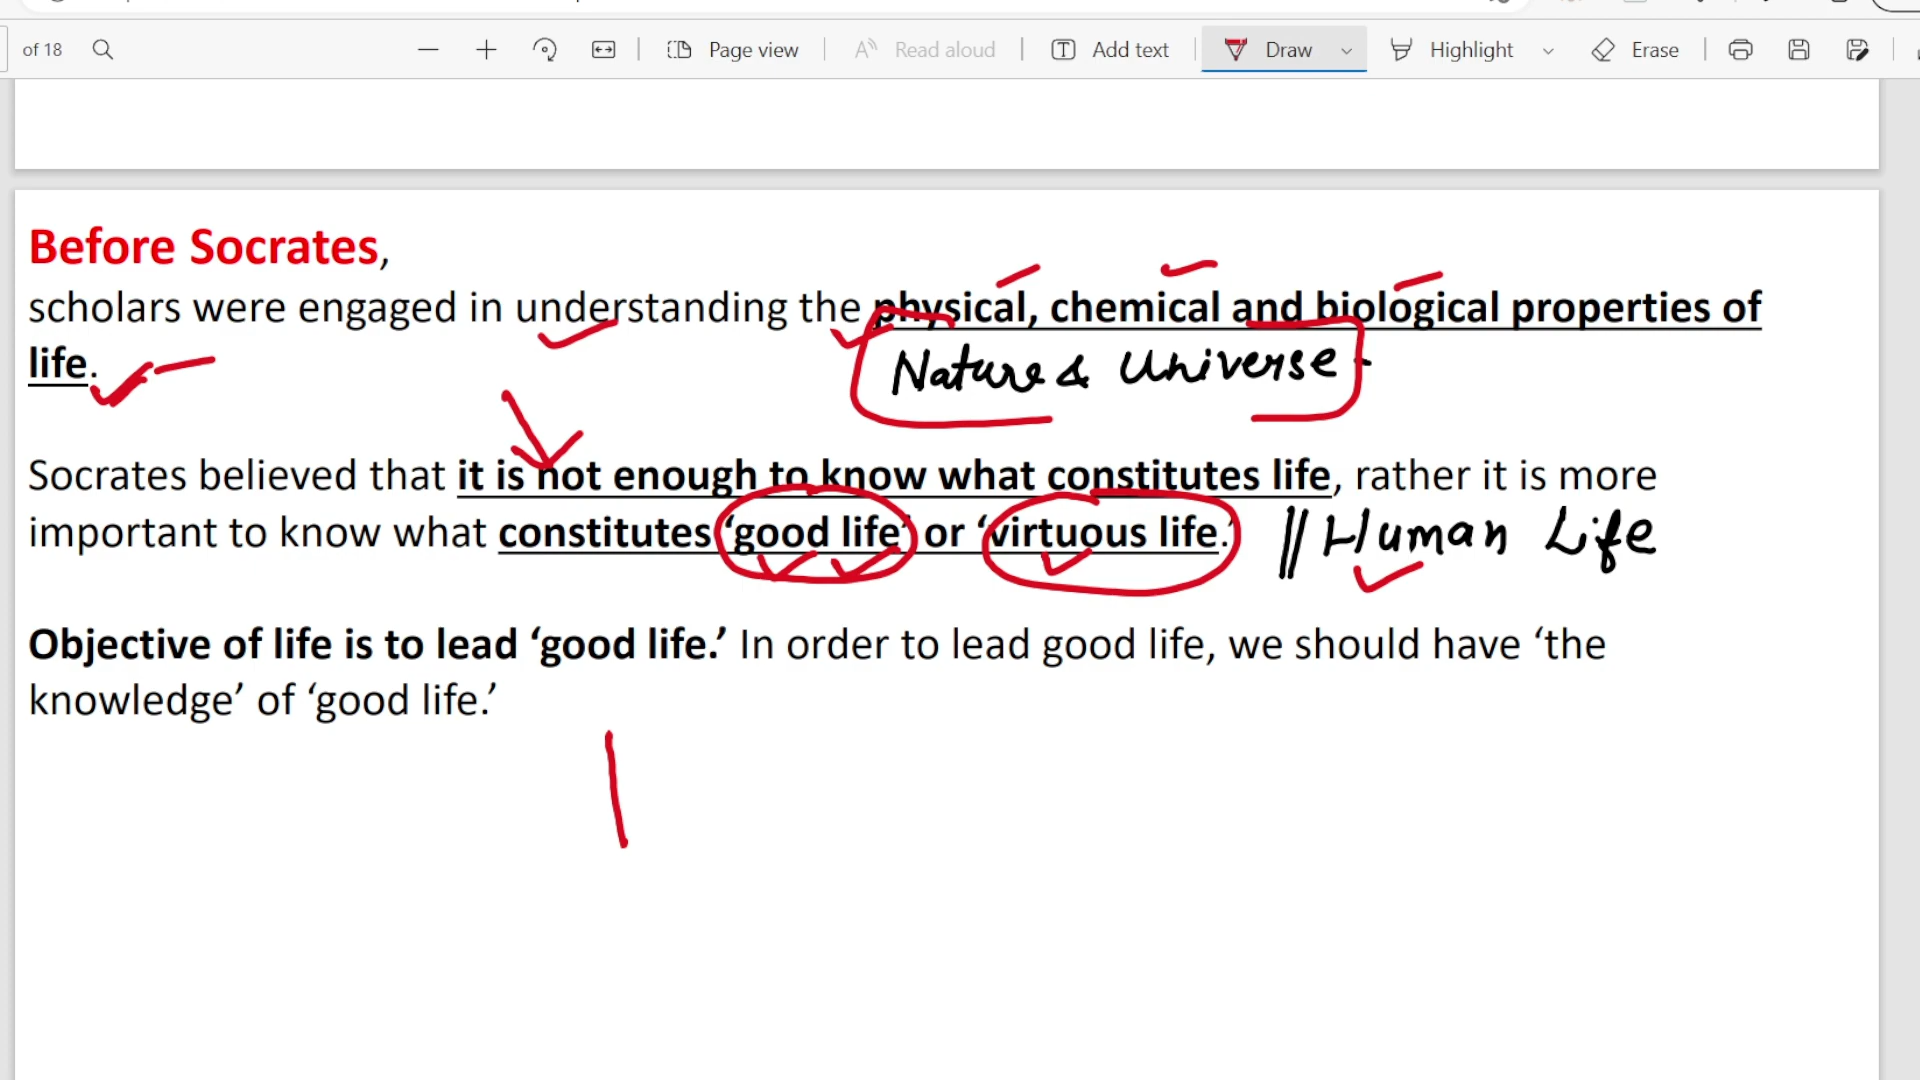 of 18 Page view Read aloud Add text Draw Highlight Erase
Before Socrates,
scholars were engaged in understanding the physical, chemical and biological properties of
life.
Nature & Universe
Socrates believed that it is not enough to know what constitutes life, rather it is more
important to know what constitutes ‘good life’ or ‘virtuous life.’ || Human Life
Objective of life is to lead ‘good life.’ In order to lead good life, we should have ‘the
knowledge’ of ‘good life.’